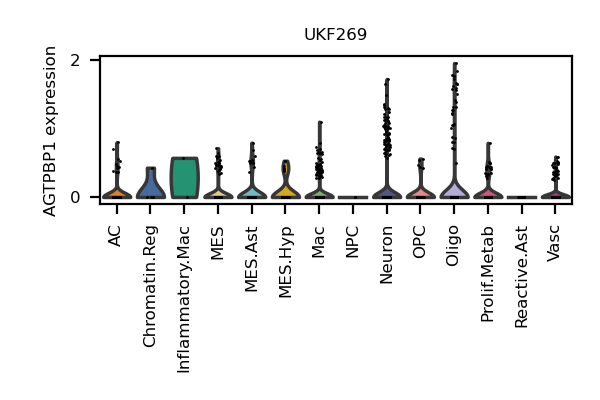 UKF269
AGTPBP1 expression
2
0
AC
Chromatin.Reg
Inflammatory.Mac
MES
MES.Ast
MES.Hyp
Mac
NPC
Neuron
OPC
Oligo
Prolif.Metab
Reactive.Ast
Vasc